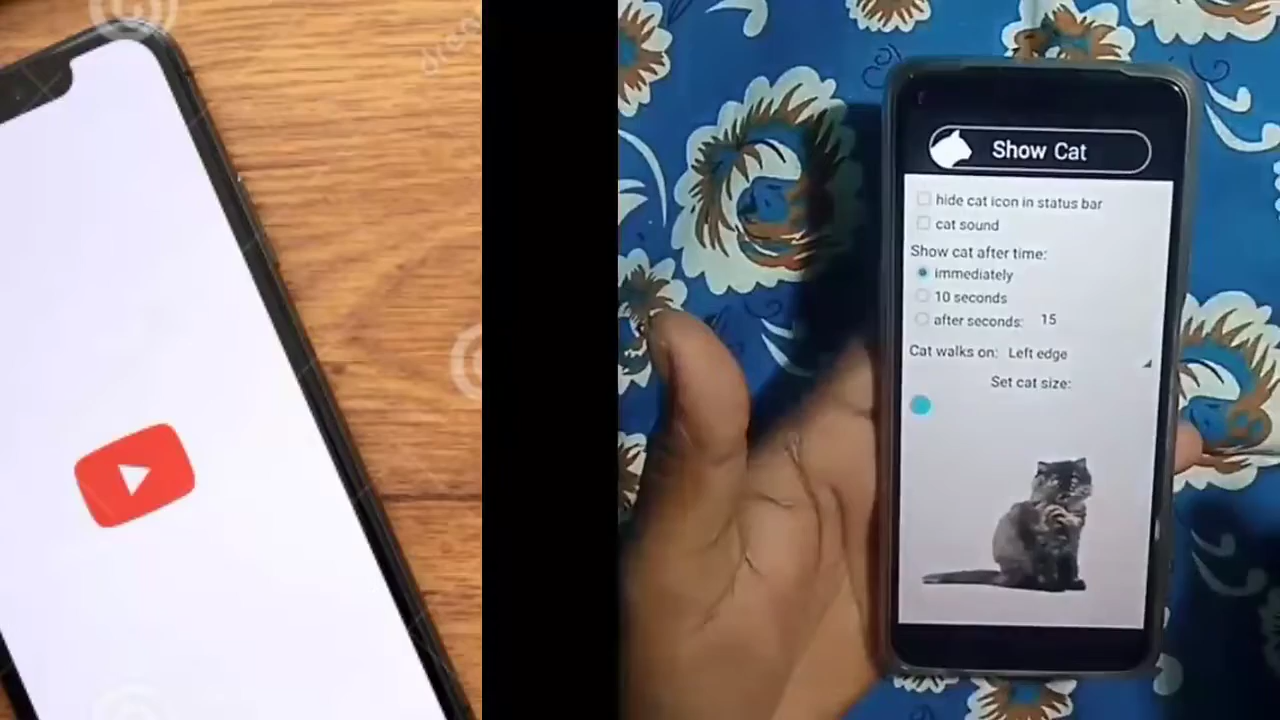 Show Cat
hide cat icon in status bar
cat sound
Show cat after time:
immediately
10 seconds
after seconds: 15
Cat walks on: Left edge
Set cat size: